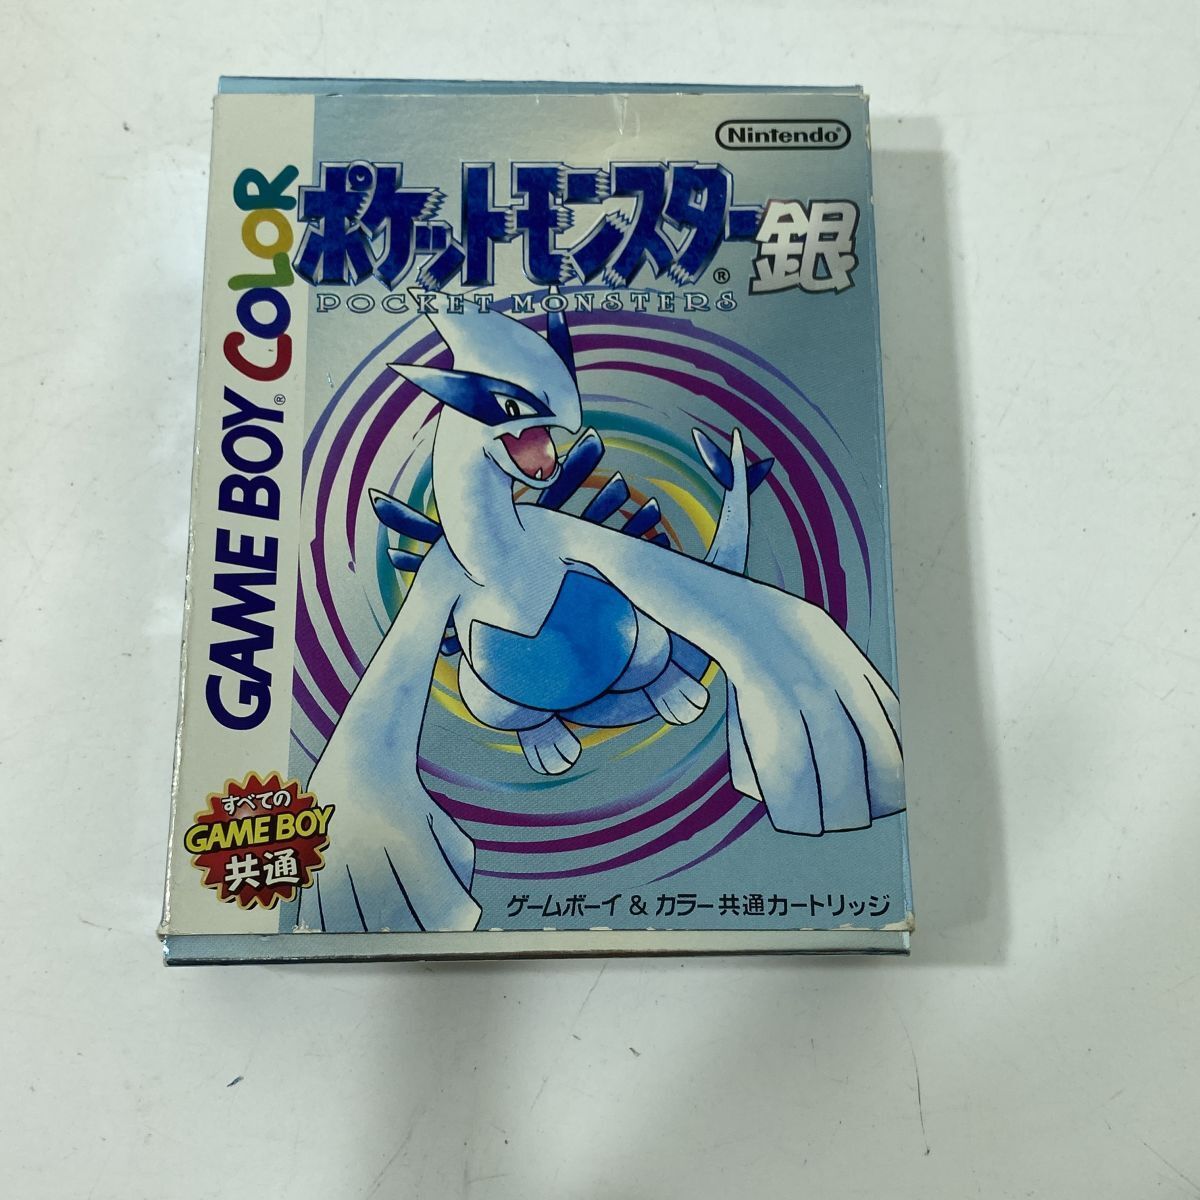 Nintendo®
ポケットモンスター®銀
POCKET MONSTERS
GAME BOY® COLOR
すべての
GAME BOY
共通
ゲームボーイ & カラー共通カートリッジ